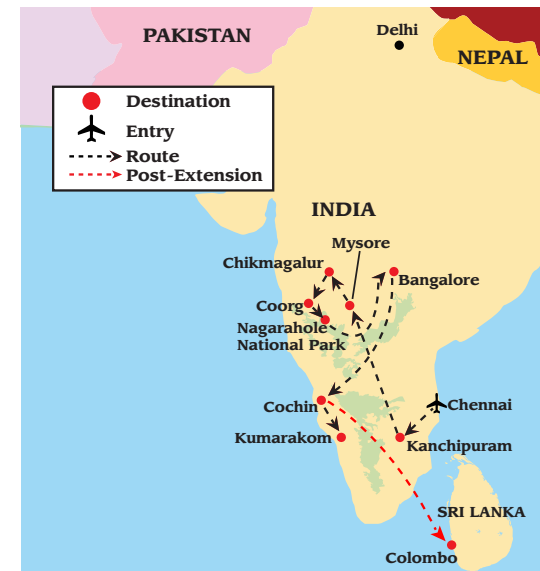 PAKISTAN
Delhi
NEPAL
Destination
Entry
Route
Post-Extension
INDIA
Mysore
Chikmagalur
Bangalore
Coorg
Nagarahole
National Park
Cochin
Chennai
Kumarakom
Kanchipuram
SRI LANKA
Colombo